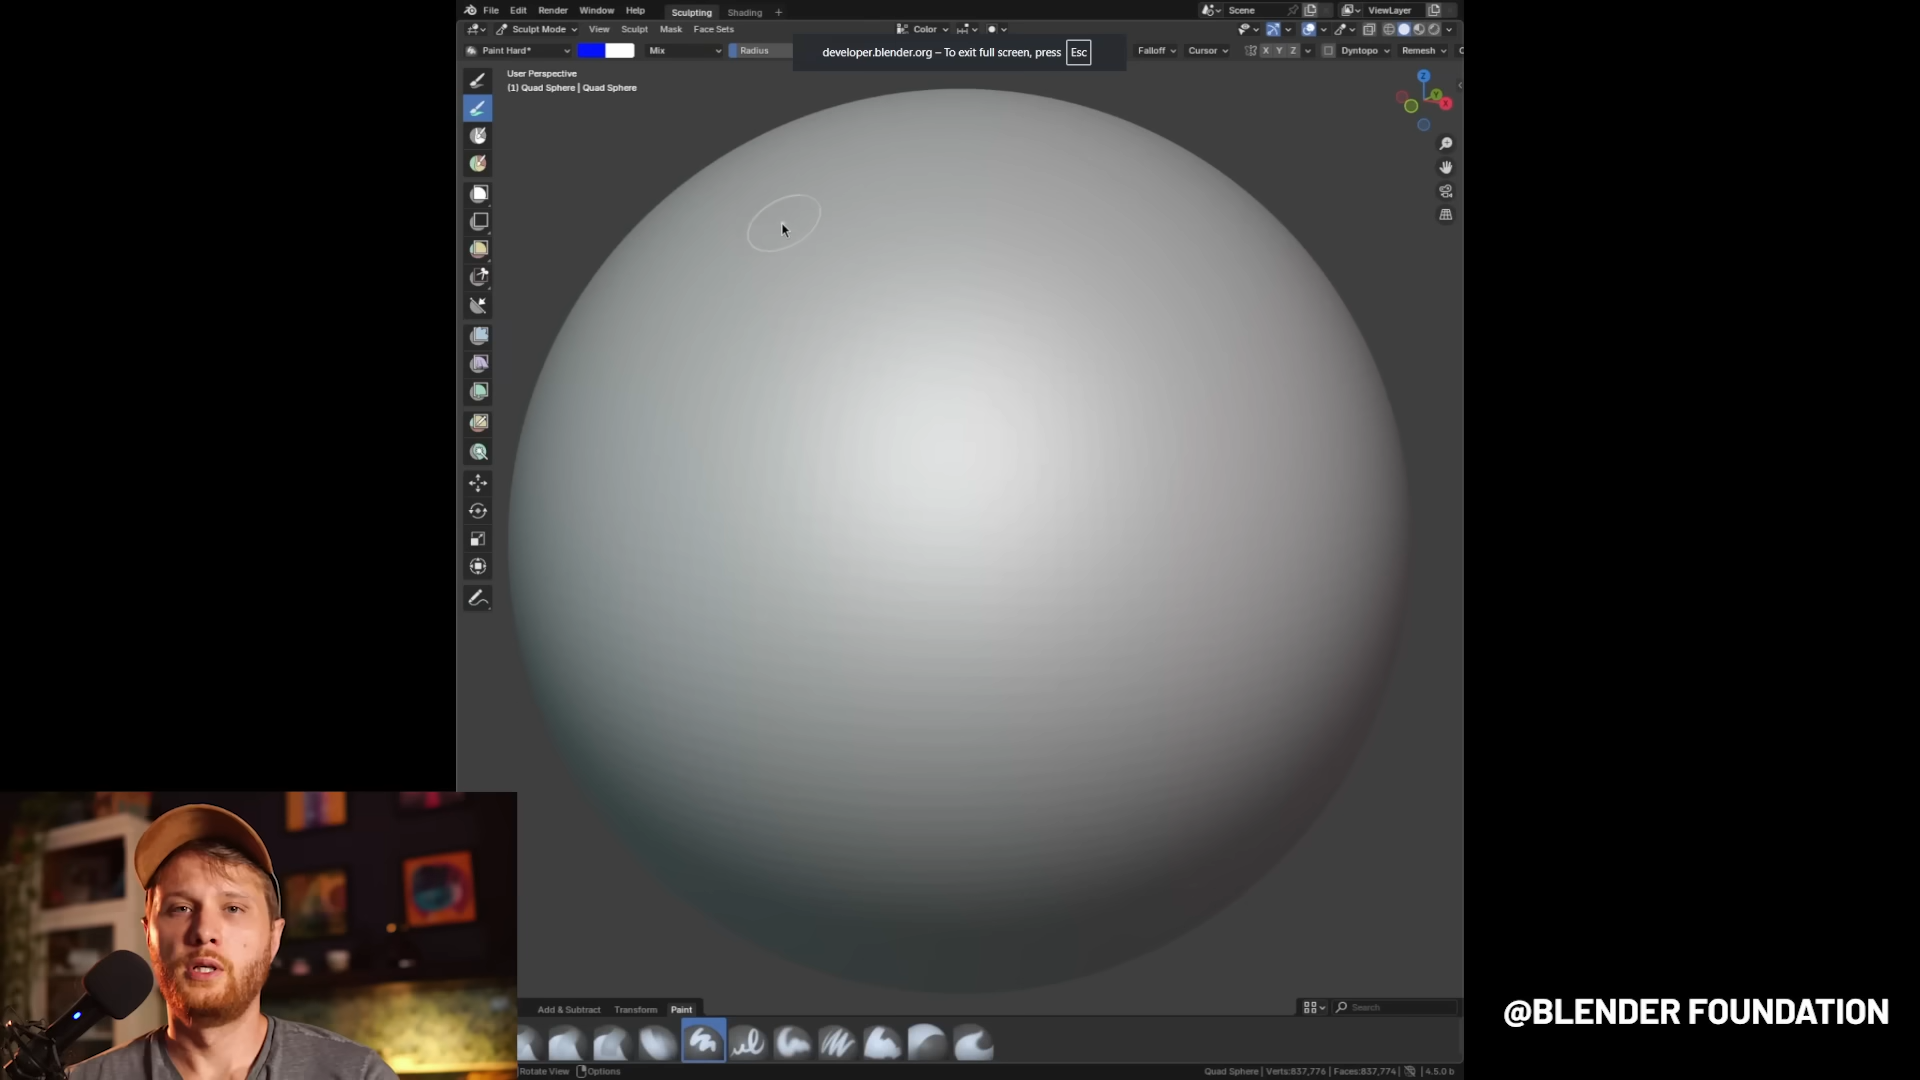 File Edit Render Window Help Sculpting Shading + Scene ViewLayer
Sculpt Mode View Sculpt Mask Face Sets Color
Paint Hard* Mix Radius developer.blender.org – To exit full screen, press Esc Falloff Cursor X Y Z Dyntopo Remesh
User Perspective
(1) Quad Sphere | Quad Sphere
Z
Y
X
@BLENDER FOUNDATION
Add & Subtract Transform Paint Search
Rotate View Options Quad Sphere | Verts:837,776 | Faces:837,774 | 4.5.0 b